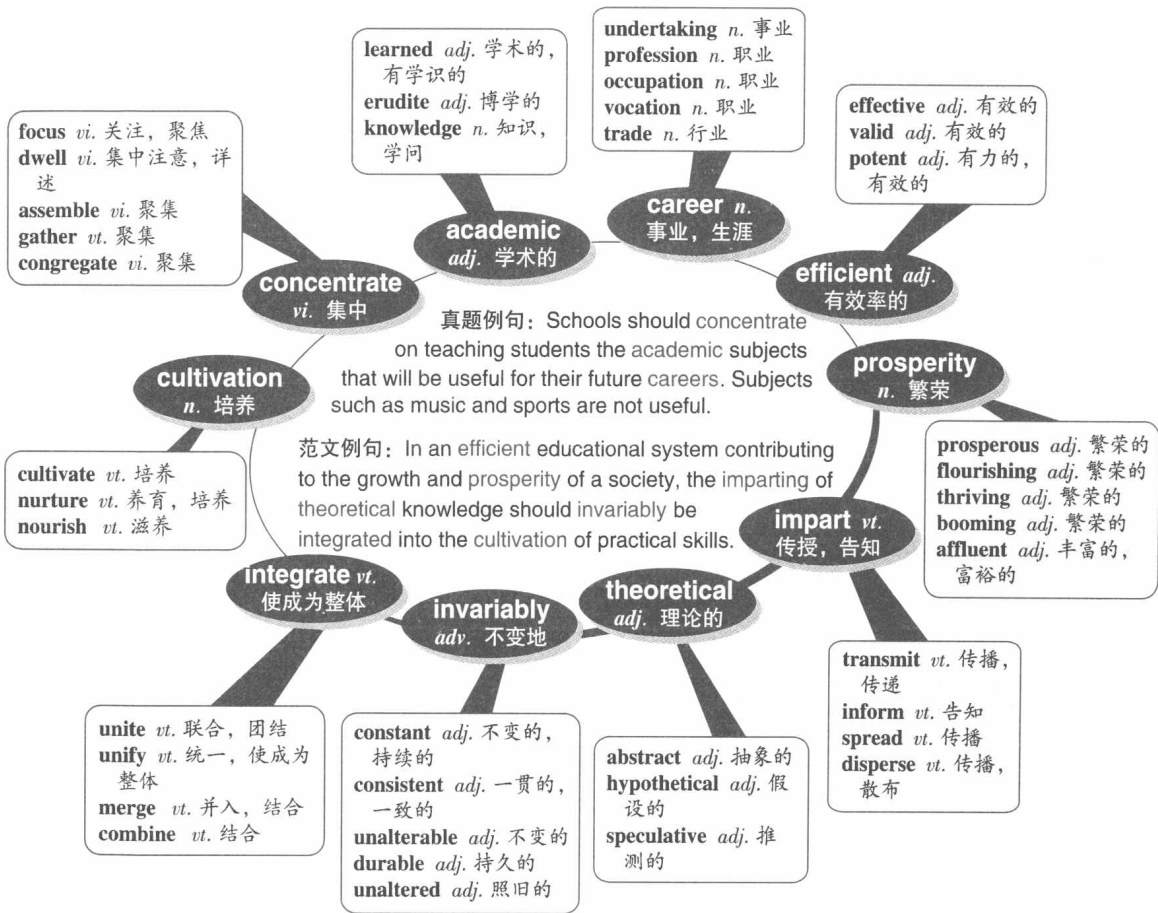 learned adj. 学术的，
有学识的
erudite adj. 博学的
knowledge n. 知识，
学问
undertaking n. 事业
profession n. 职业
occupation n. 职业
vocation n. 职业
trade n. 行业
effective adj. 有效的
valid adj. 有效的
potent adj. 有力的，
有效的
focus vi. 关注，聚焦
dwell vi. 集中注意，详
述
assemble vi. 聚集
gather vt. 聚集
congregate vi. 聚集
academic
adj. 学术的
career n.
事业，生涯
concentrate
vi. 集中
efficient adj.
有效率的
真题例句：Schools should concentrate
on teaching students the academic subjects
that will be useful for their future careers. Subjects
such as music and sports are not useful.
cultivation
n. 培养
prosperity
n. 繁荣
范文例句：In an efficient educational system contributing
to the growth and prosperity of a society, the imparting of
theoretical knowledge should invariably be
integrated into the cultivation of practical skills.
cultivate vt. 培养
nurture vt. 养育，培养
nourish vt. 滋养
prosperous adj. 繁荣的
flourishing adj. 繁荣的
thriving adj. 繁荣的
booming adj. 繁荣的
affluent adj. 丰富的，
富裕的
integrate vt.
使成为整体
invariably
adv. 不变地
theoretical
adj. 理论的
impart vt.
传授，告知
unite vt. 联合，团结
unify vt. 统一，使成为
整体
merge vt. 并入，结合
combine vt. 结合
constant adj. 不变的，
持续的
consistent adj. 一贯的，
一致的
unalterable adj. 不变的
durable adj. 持久的
unaltered adj. 照旧的
abstract adj. 抽象的
hypothetical adj. 假
设的
speculative adj. 推
测的
transmit vt. 传播，
传递
inform vt. 告知
spread vt. 传播
disperse vt. 传播，
散布